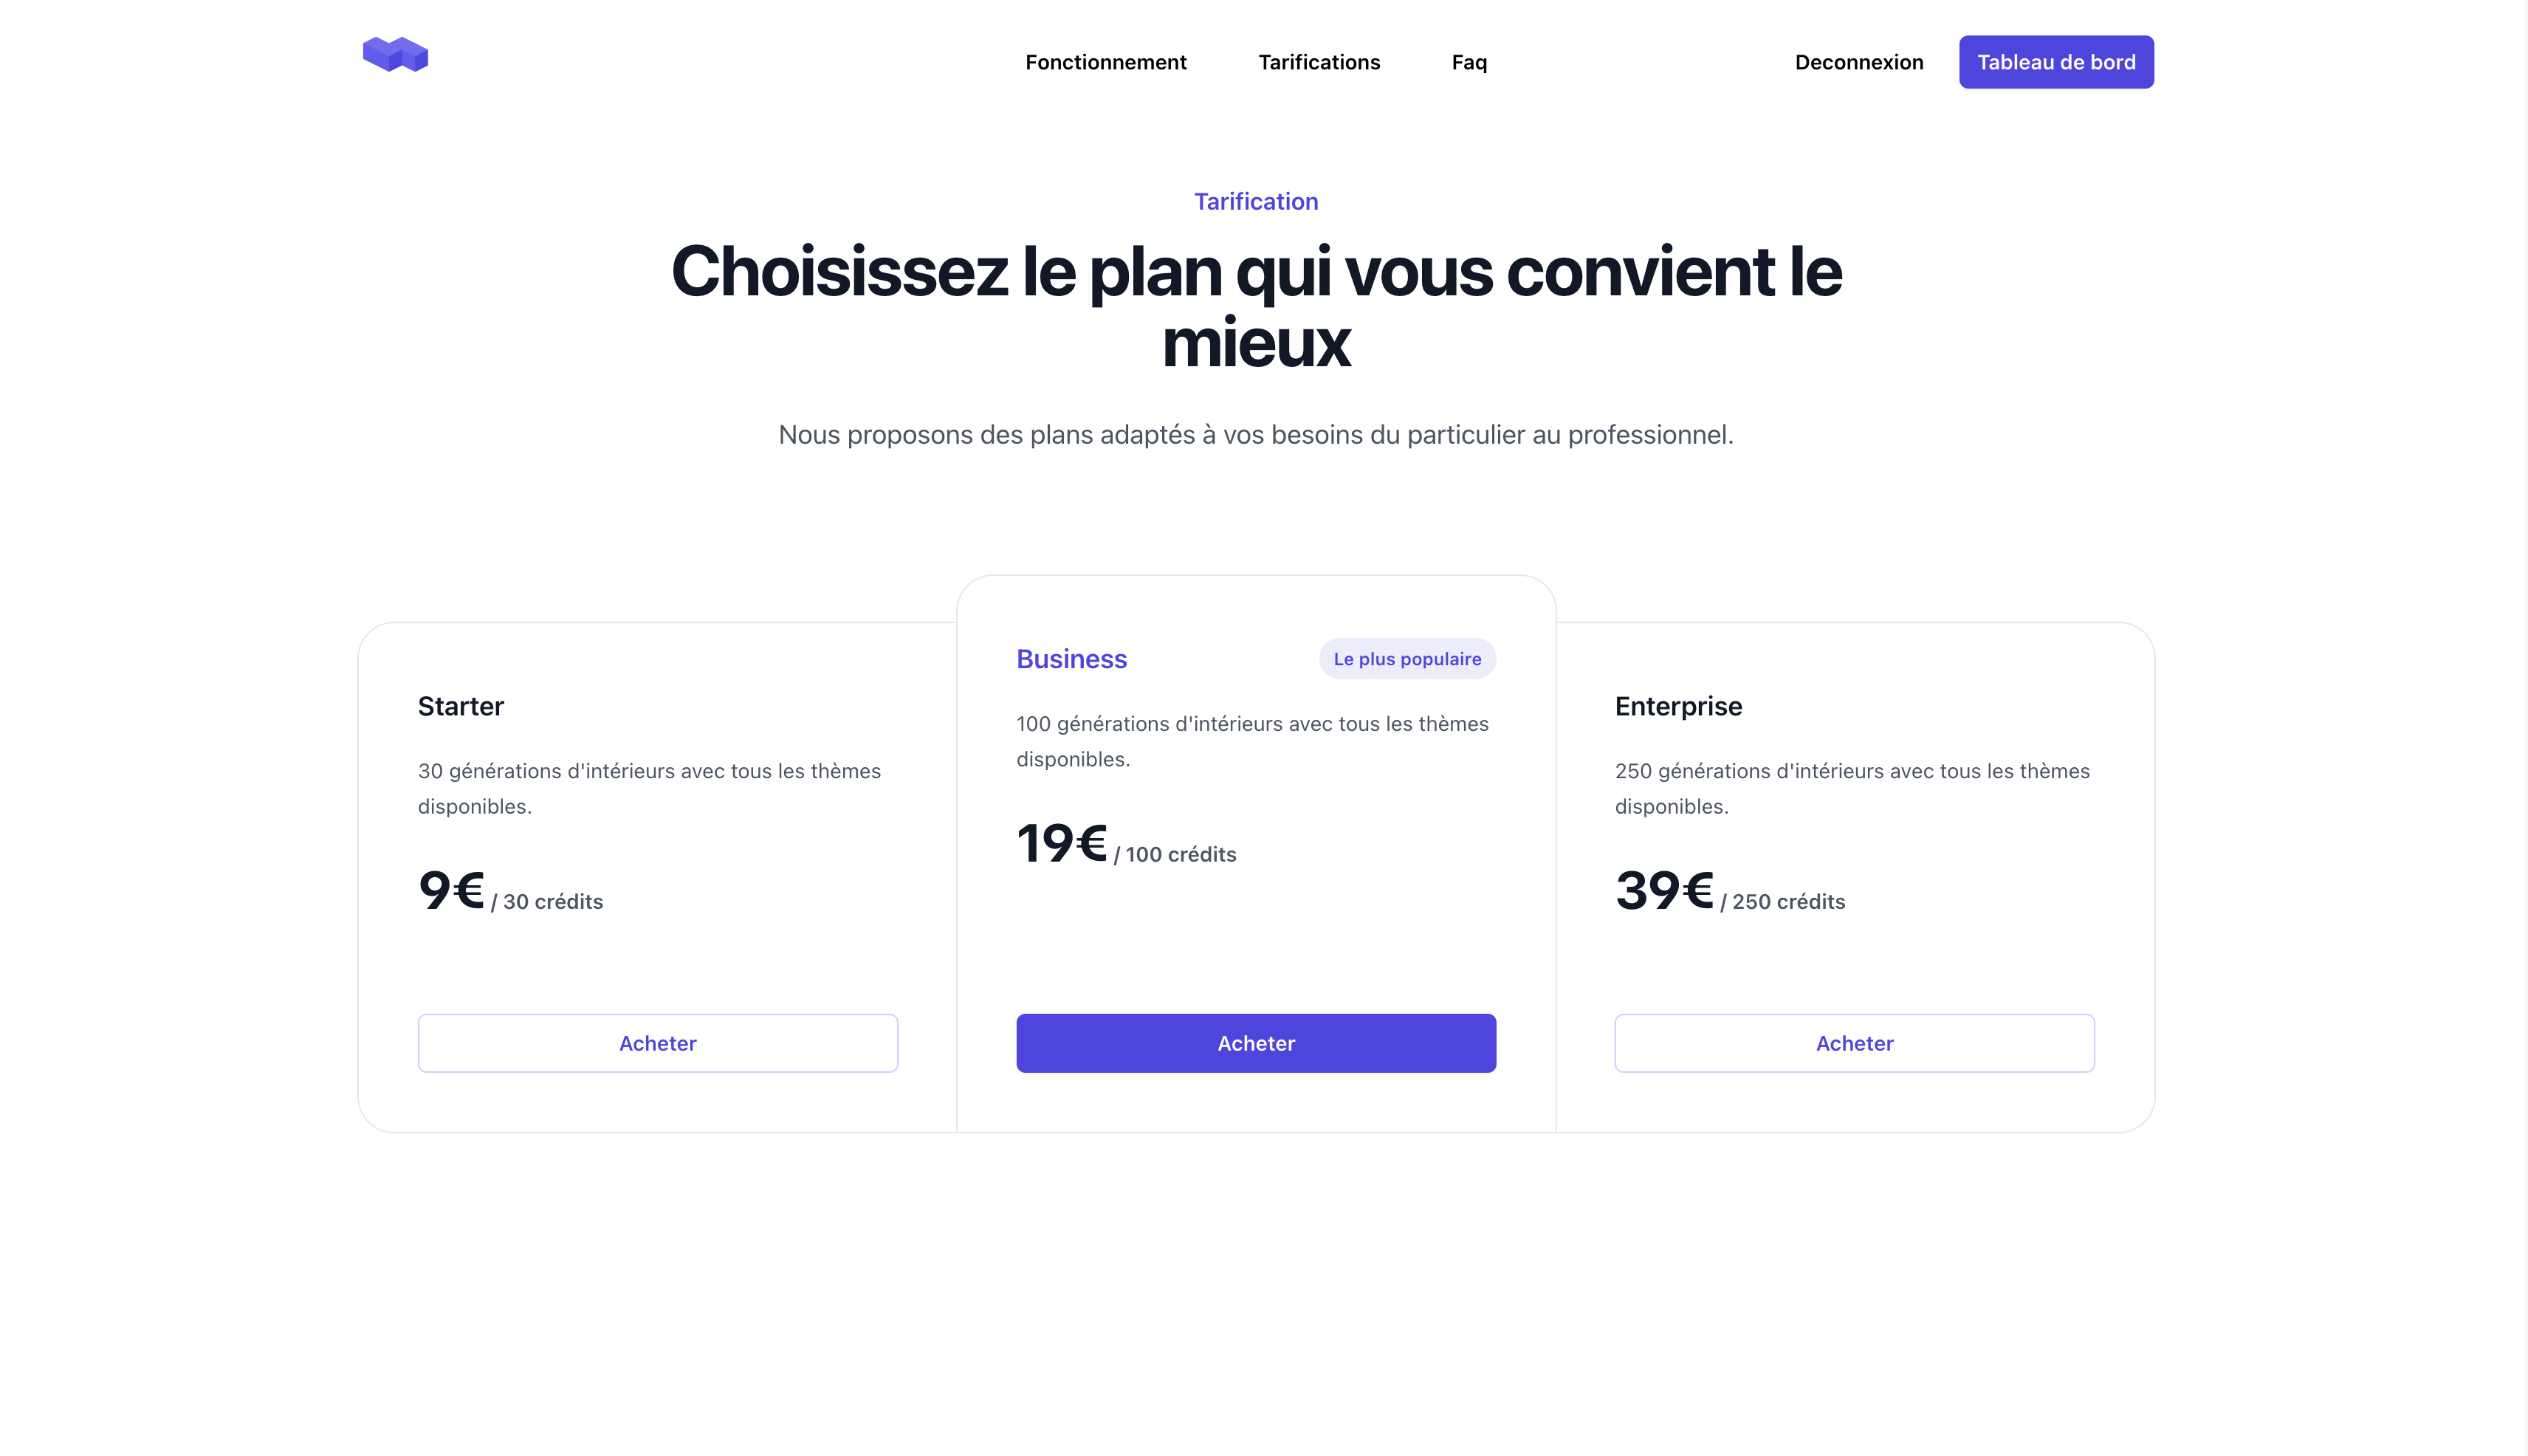 Fonctionnement
Tarifications
Faq
Deconnexion
Tableau de bord
Tarification
Choisissez le plan qui vous convient le
mieux
Nous proposons des plans adaptés à vos besoins du particulier au professionnel.
Starter
30 générations d'intérieurs avec tous les thèmes
disponibles.
9€ / 30 crédits
Acheter
Business
Le plus populaire
100 générations d'intérieurs avec tous les thèmes
disponibles.
19€ / 100 crédits
Acheter
Enterprise
250 générations d'intérieurs avec tous les thèmes
disponibles.
39€ / 250 crédits
Acheter